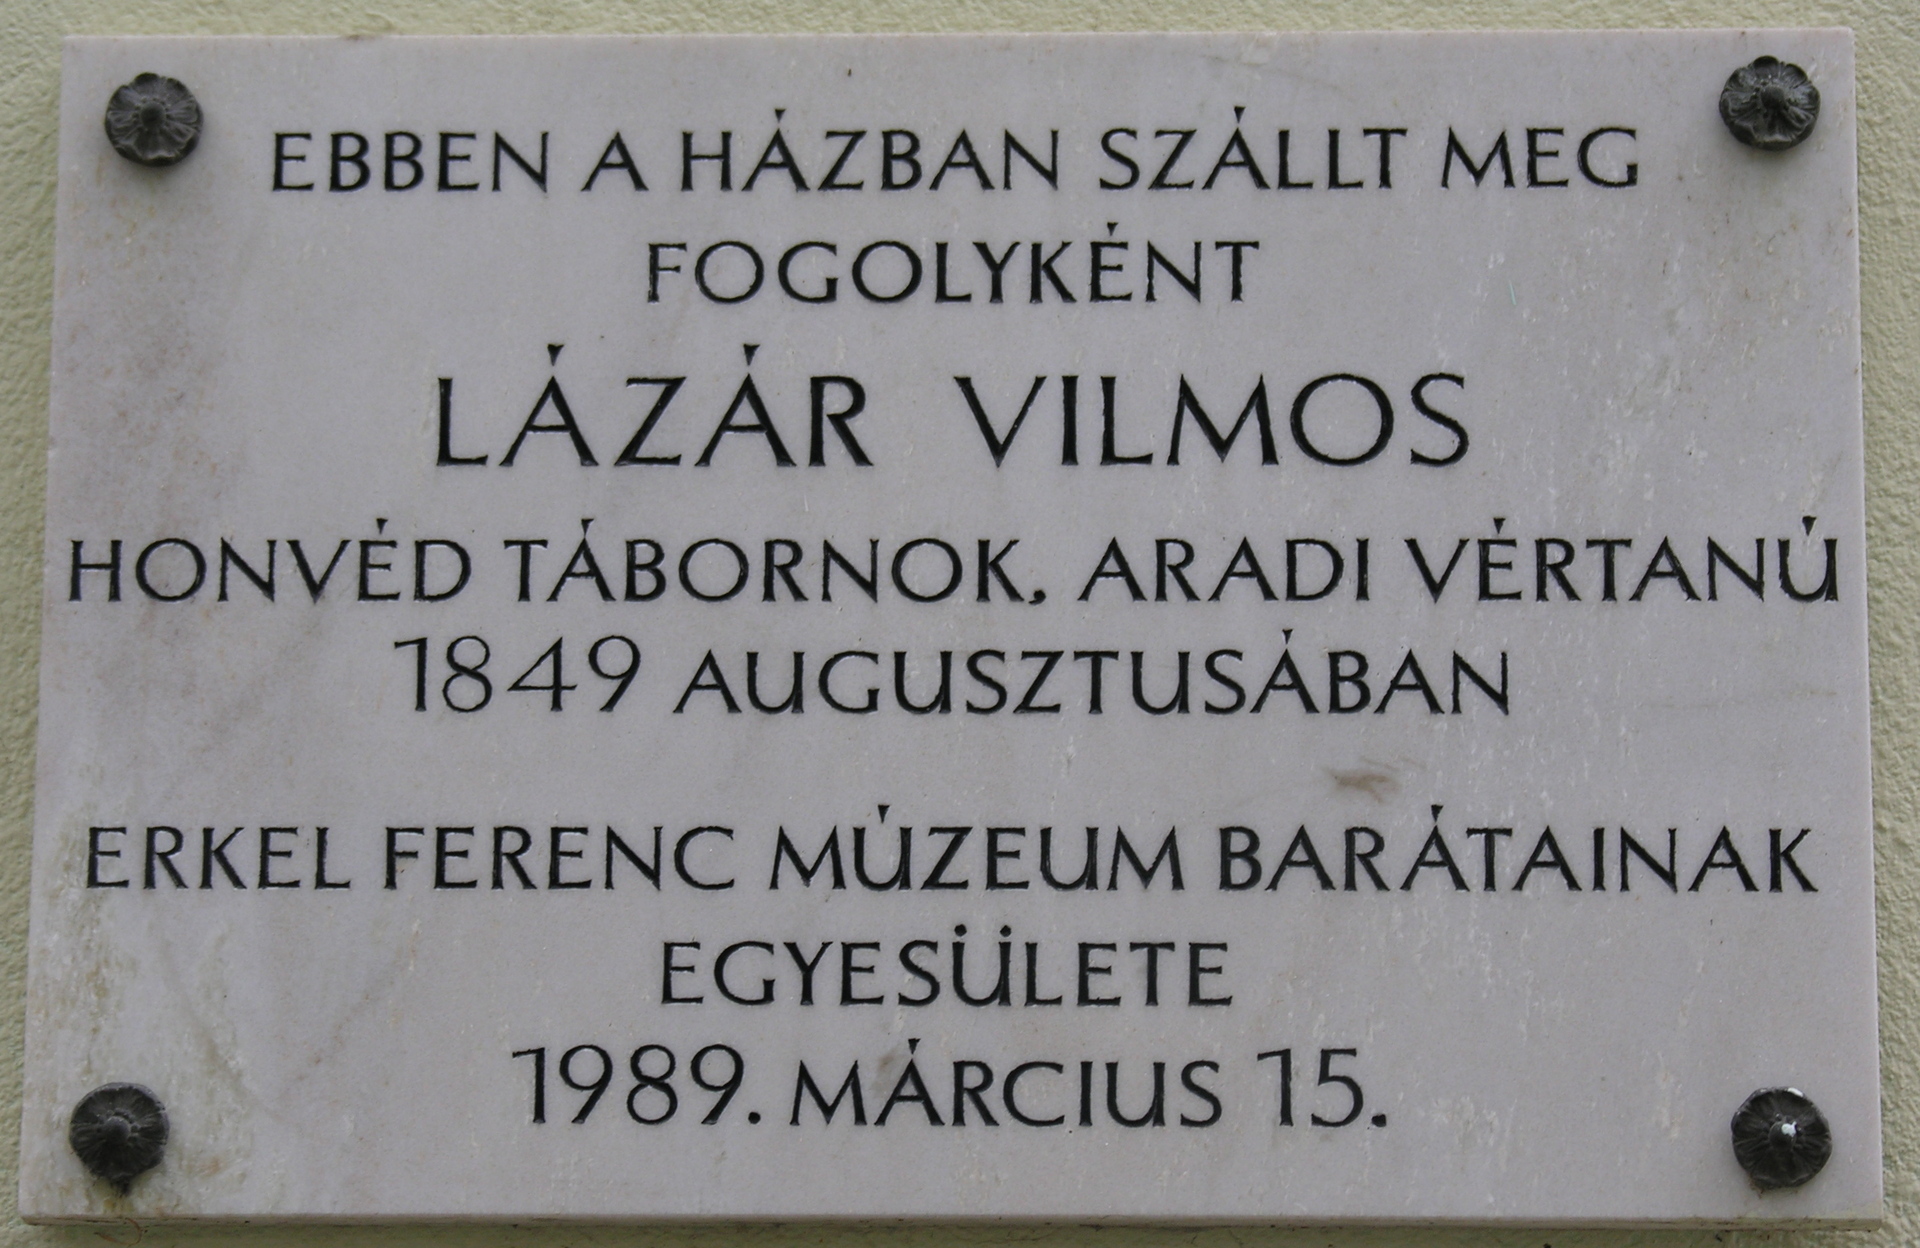 EBBEN A HÁZBAN SZÁLLT MEG
FOGOLYKÉNT
LÁZÁR VILMOS
HONVÉD TÁBORNOK, ARADI VÉRTANÚ
1849 AUGUSZTUSÁBAN
ERKEL FERENC MÚZEUM BARÁTAINAK
EGYESÜLETE
1989. MÁRCIUS 15.